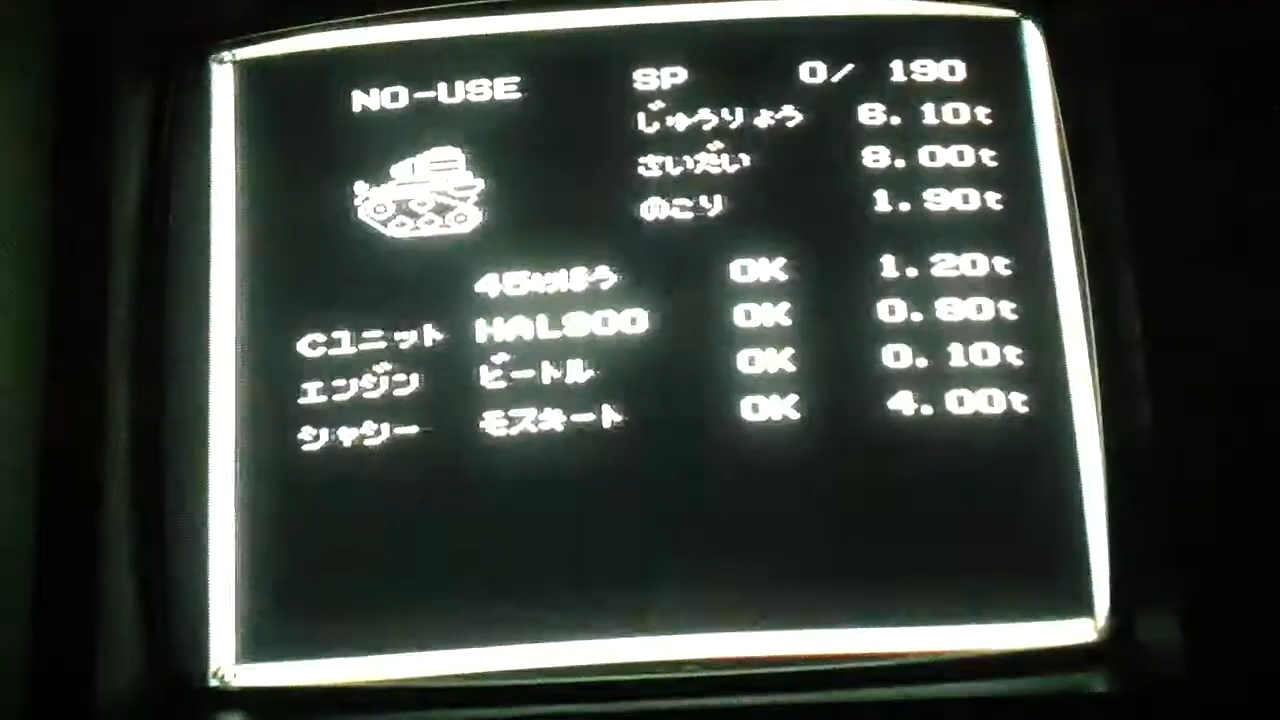 NO-USE
SP 0/ 190
じゅうりょう 6.10t
さいだい 8.00t
のこり 1.90t
45ミリほう OK 1.20t
Cユニット HAL900 OK 0.80t
エンジン ビートル OK 0.10t
シャシー モスキート OK 4.00t